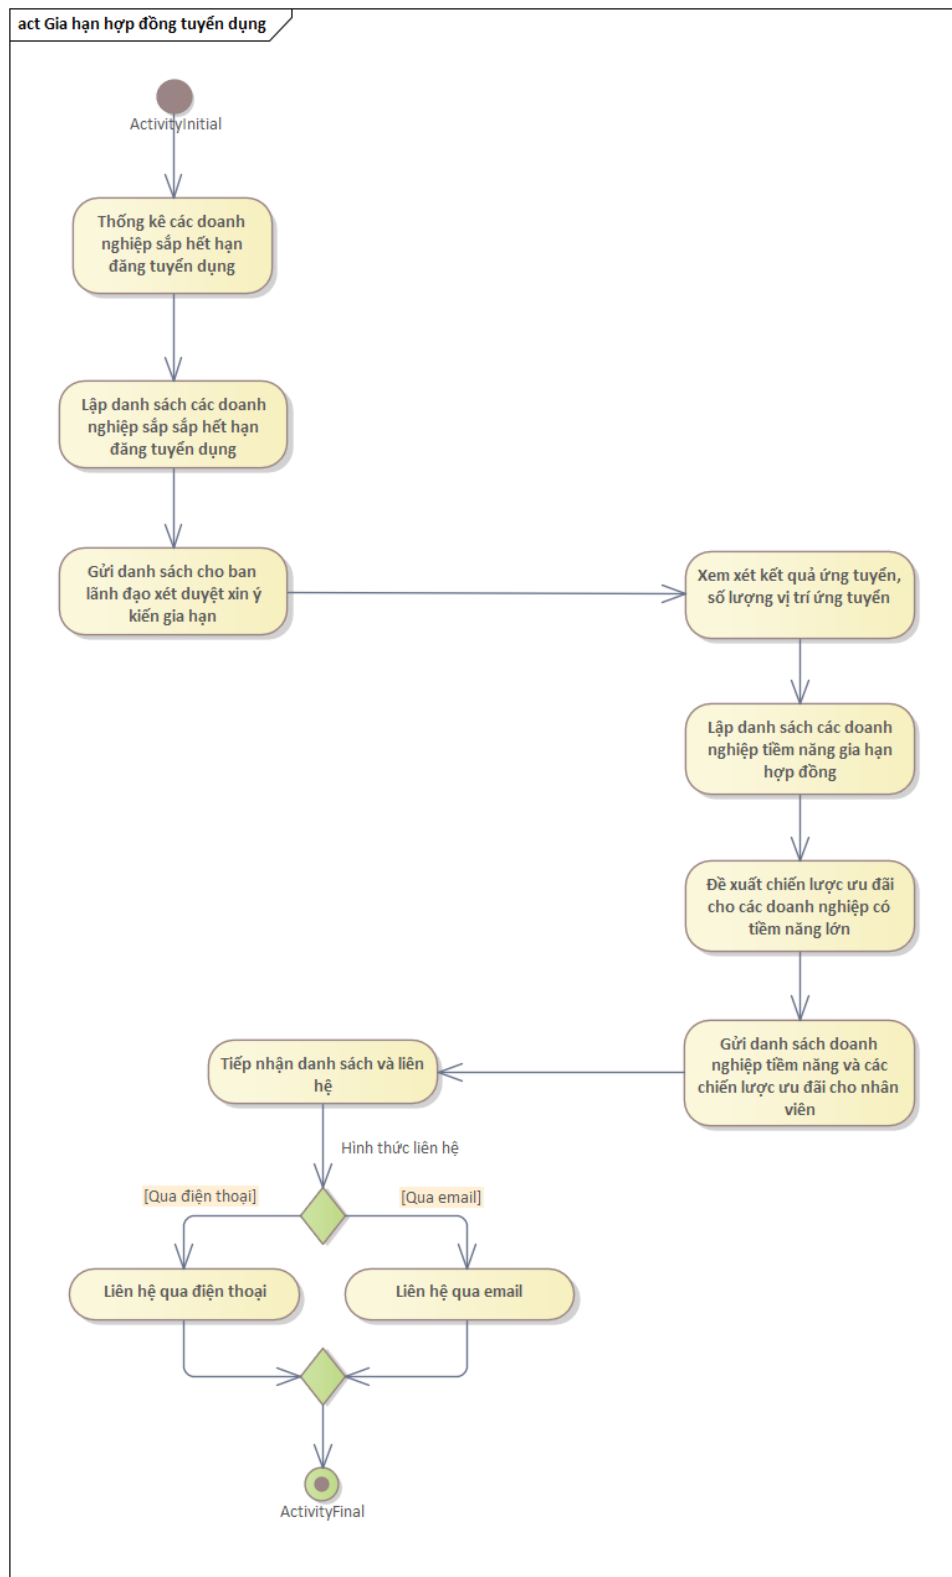 act Gia hạn hợp đồng tuyển dụng
ActivityInitial
Thống kê các doanh
nghiệp sắp hết hạn
đăng tuyển dụng
Lập danh sách các doanh
nghiệp sắp sắp hết hạn
đăng tuyển dụng
Gửi danh sách cho ban
lãnh đạo xét duyệt xin ý
kiến gia hạn
Xem xét kết quả ứng tuyển,
số lượng vị trí ứng tuyển
Lập danh sách các doanh
nghiệp tiềm năng gia hạn
hợp đồng
Đề xuất chiến lược ưu đãi
cho các doanh nghiệp có
tiềm năng lớn
Gửi danh sách doanh
nghiệp tiềm năng và các
chiến lược ưu đãi cho nhân
viên
Tiếp nhận danh sách và liên
hệ
Hình thức liên hệ
[Qua điện thoại]
[Qua email]
Liên hệ qua điện thoại
Liên hệ qua email
ActivityFinal